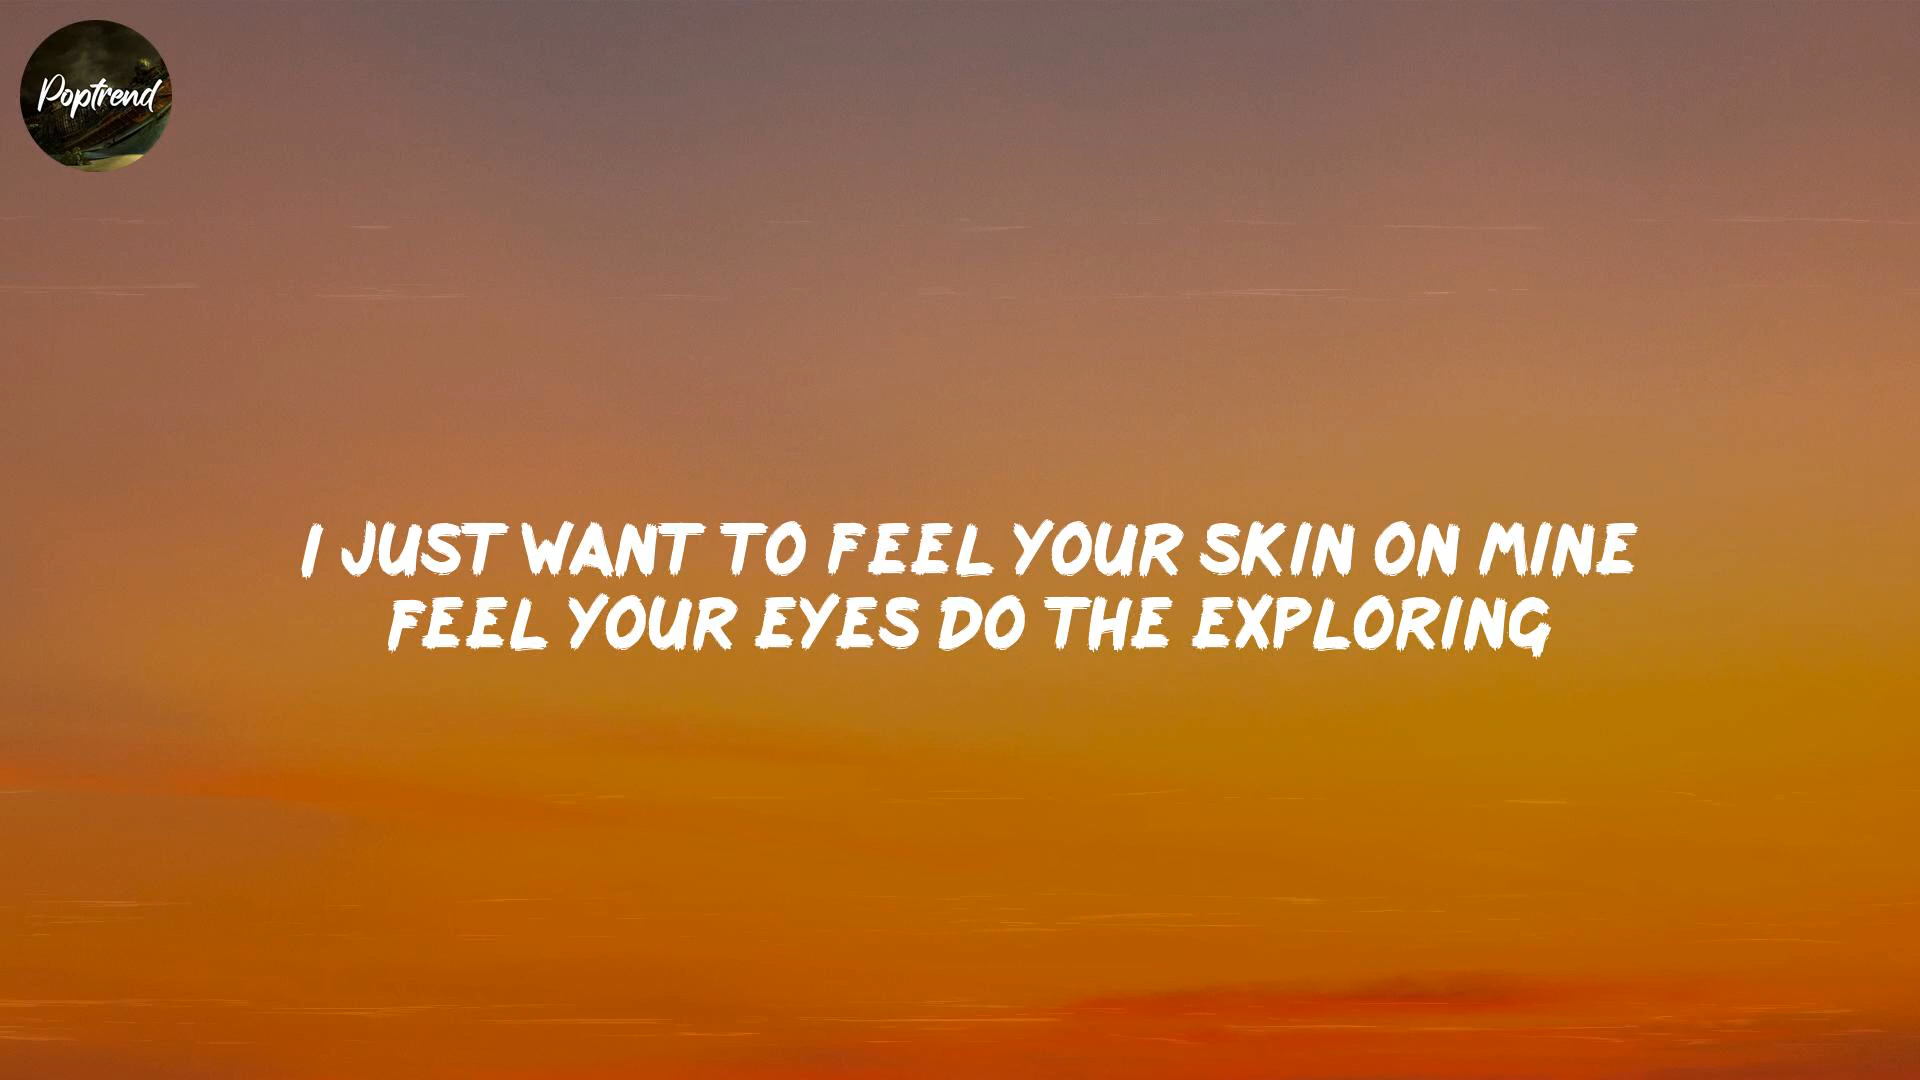 Poptrend
I JUST WANT TO FEEL YOUR SKIN ON MINE
FEEL YOUR EYES DO THE EXPLORING